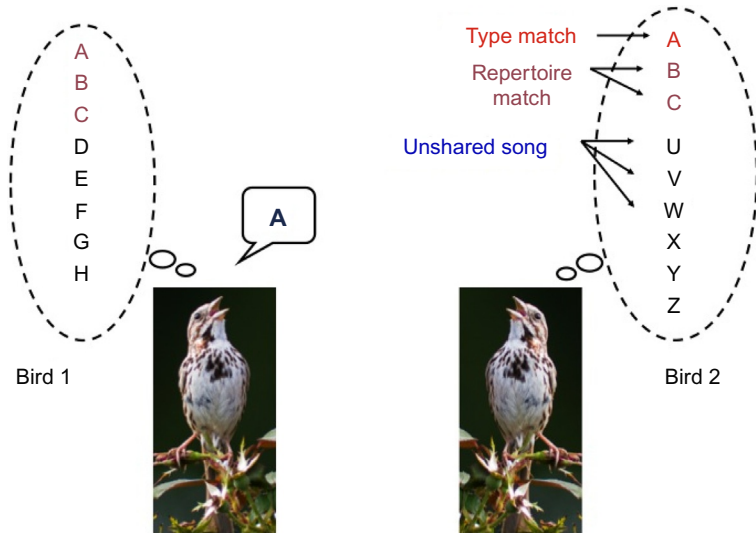 A
B
C
D
E
F
G
H
Bird 1
A
Type match
Repertoire
match
Unshared song
A
B
C
U
V
W
X
Y
Z
Bird 2